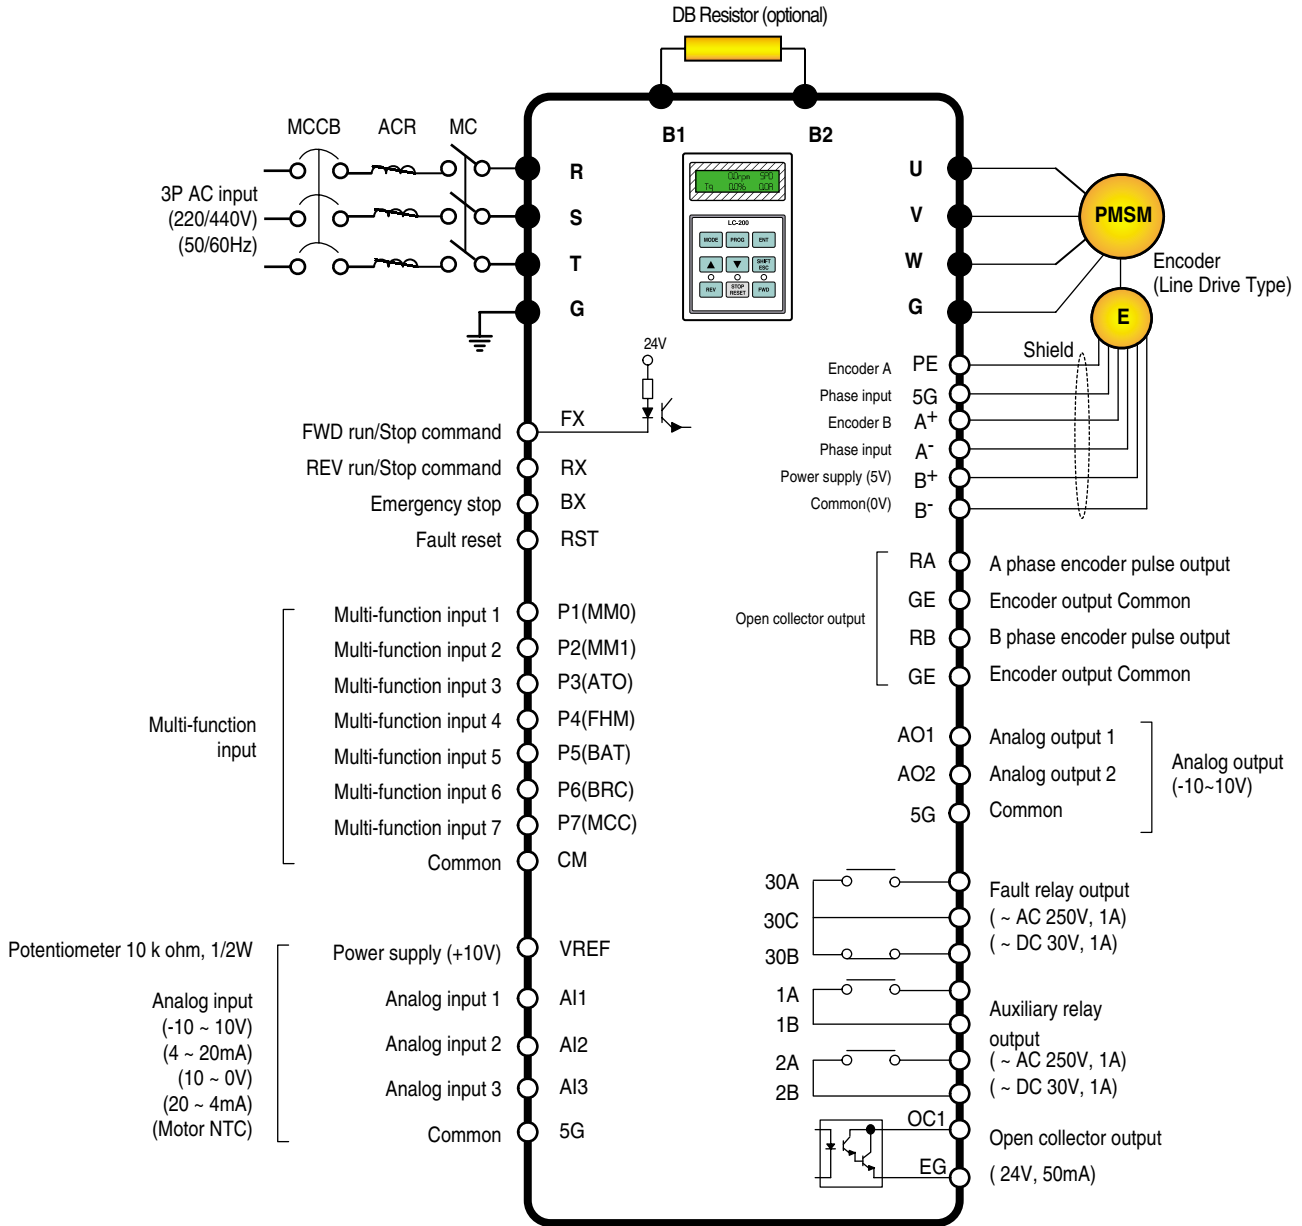 DB Resistor (optional)
B1
B2
MCCB
ACR
MC
3P AC input
(220/440V)
(50/60Hz)
R
S
T
G
0.0rpm SPD
Tq 0.0% 0.0A
LC-200
MODE
PROG
ENT
SHIFT
ESC
REV
STOP
RESET
FWD
U
V
W
G
PMSM
Encoder
(Line Drive Type)
E
Shield
24V
FWD run/Stop command
FX
REV run/Stop command
RX
Emergency stop
BX
Fault reset
RST
Encoder A
PE
Phase input
5G
Encoder B
A+
Phase input
A-
Power supply (5V)
B+
Common(0V)
B-
Open collector output
RA
A phase encoder pulse output
GE
Encoder output Common
RB
B phase encoder pulse output
GE
Encoder output Common
Multi-function
input
Multi-function input 1
P1(MM0)
Multi-function input 2
P2(MM1)
Multi-function input 3
P3(ATO)
Multi-function input 4
P4(FHM)
Multi-function input 5
P5(BAT)
Multi-function input 6
P6(BRC)
Multi-function input 7
P7(MCC)
Common
CM
AO1
Analog output 1
AO2
Analog output 2
5G
Common
Analog output
(-10~10V)
Potentiometer 10 k ohm, 1/2W
Analog input
(-10 ~ 10V)
(4 ~ 20mA)
(10 ~ 0V)
(20 ~ 4mA)
(Motor NTC)
Power supply (+10V)
VREF
Analog input 1
AI1
Analog input 2
AI2
Analog input 3
AI3
Common
5G
30A
30C
30B
Fault relay output
( ~ AC 250V, 1A)
( ~ DC 30V, 1A)
1A
1B
2A
2B
Auxiliary relay
output
( ~ AC 250V, 1A)
( ~ DC 30V, 1A)
OC1
EG
Open collector output
( 24V, 50mA)